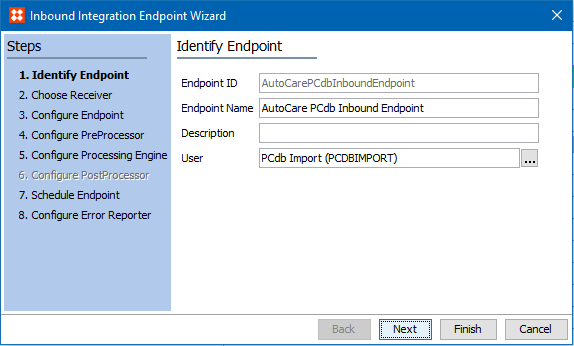 Inbound Integration Endpoint Wizard
Steps
1. Identify Endpoint
2. Choose Receiver
3. Configure Endpoint
4. Configure PreProcessor
5. Configure Processing Engine
6. Configure PostProcessor
7. Schedule Endpoint
8. Configure Error Reporter
Identify Endpoint
Endpoint ID AutoCarePCdbInboundEndpoint
Endpoint Name AutoCare PCdb Inbound Endpoint
Description
User PCdb Import (PCDBIMPORT) ...
Back Next Finish Cancel